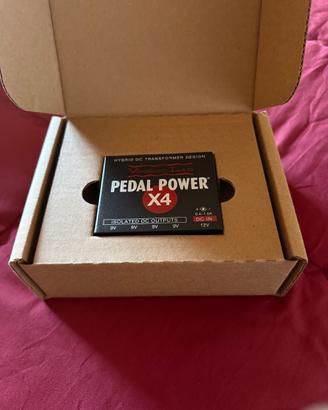 HYBRID DC TRANSFORMER DESIGN
PEDAL POWER®
X4
ISOLATED DC OUTPUTS
DC IN
9V 9V 9V 9V 12V